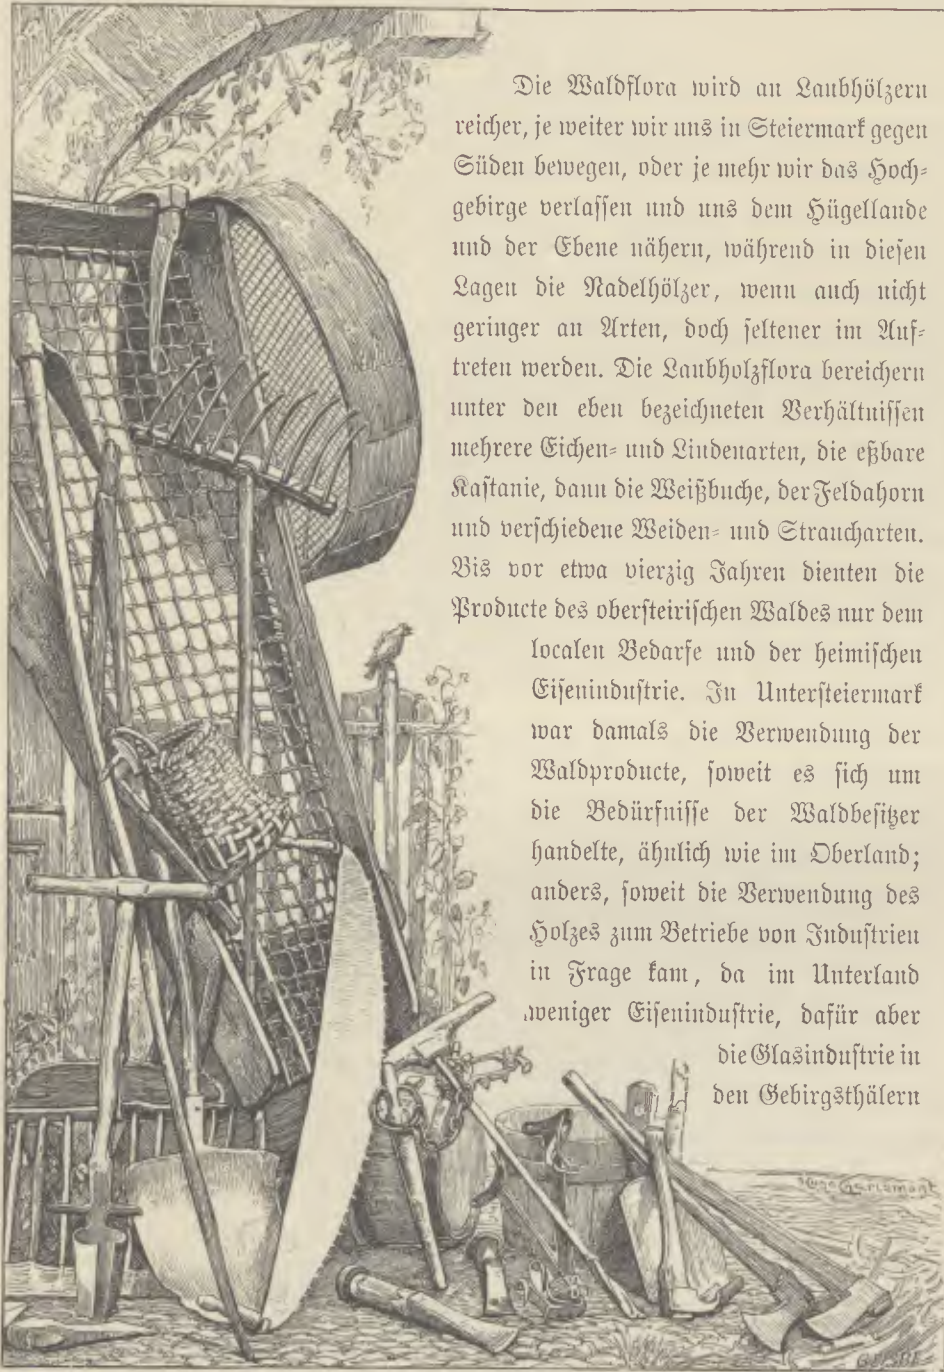 Die Waldflora wird an Laubhölzern
reicher, je weiter wir uns in Steiermark gegen
Süden bewegen, oder je mehr wir das Hoch-
gebirge verlassen und uns dem Hügellande
und der Ebene nähern, während in diesen
Lagen die Nadelhölzer, wenn auch nicht
geringer an Arten, doch seltener im Auf-
treten werden. Die Laubholzflora bereichern
unter den eben bezeichneten Verhältnissen
mehrere Eichen- und Lindenarten, die eßbare
Kastanie, dann die Weißbuche, der Feldahorn
und verschiedene Weiden- und Straucharten.
Bis vor etwa vierzig Jahren dienten die
Producte des obersteirischen Waldes nur dem
localen Bedarfe und der heimischen
Eisenindustrie. In Untersteiermark
war damals die Verwendung der
Waldproducte, soweit es sich um
die Bedürfnisse der Waldbesitzer
handelte, ähnlich wie im Oberland;
anders, soweit die Verwendung des
Holzes zum Betriebe von Industrien
in Frage kam, da im Unterland
weniger Eisenindustrie, dafür aber
die Glasindustrie in
den Gebirgsthälern
Hugo Charlemont